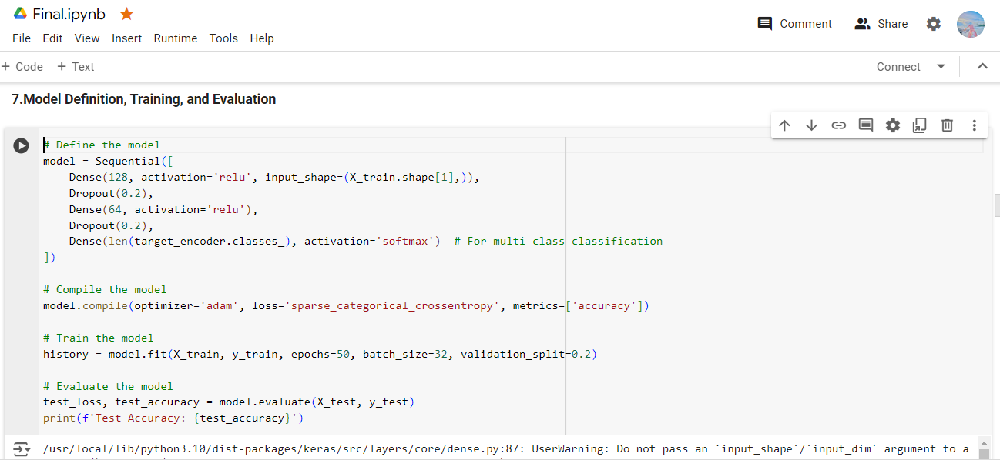 Final.ipynb
Comment
Share
File Edit View Insert Runtime Tools Help
+ Code + Text
Connect
7.Model Definition, Training, and Evaluation
# Define the model
model = Sequential([
    Dense(128, activation='relu', input_shape=(X_train.shape[1],)),
    Dropout(0.2),
    Dense(64, activation='relu'),
    Dropout(0.2),
    Dense(len(target_encoder.classes_), activation='softmax')  # For multi-class classification
])
# Compile the model
model.compile(optimizer='adam', loss='sparse_categorical_crossentropy', metrics=['accuracy'])
# Train the model
history = model.fit(X_train, y_train, epochs=50, batch_size=32, validation_split=0.2)
# Evaluate the model
test_loss, test_accuracy = model.evaluate(X_test, y_test)
print(f'Test Accuracy: {test_accuracy}')
/usr/local/lib/python3.10/dist-packages/keras/src/layers/core/dense.py:87: UserWarning: Do not pass an `input_shape`/`input_dim` argument to a